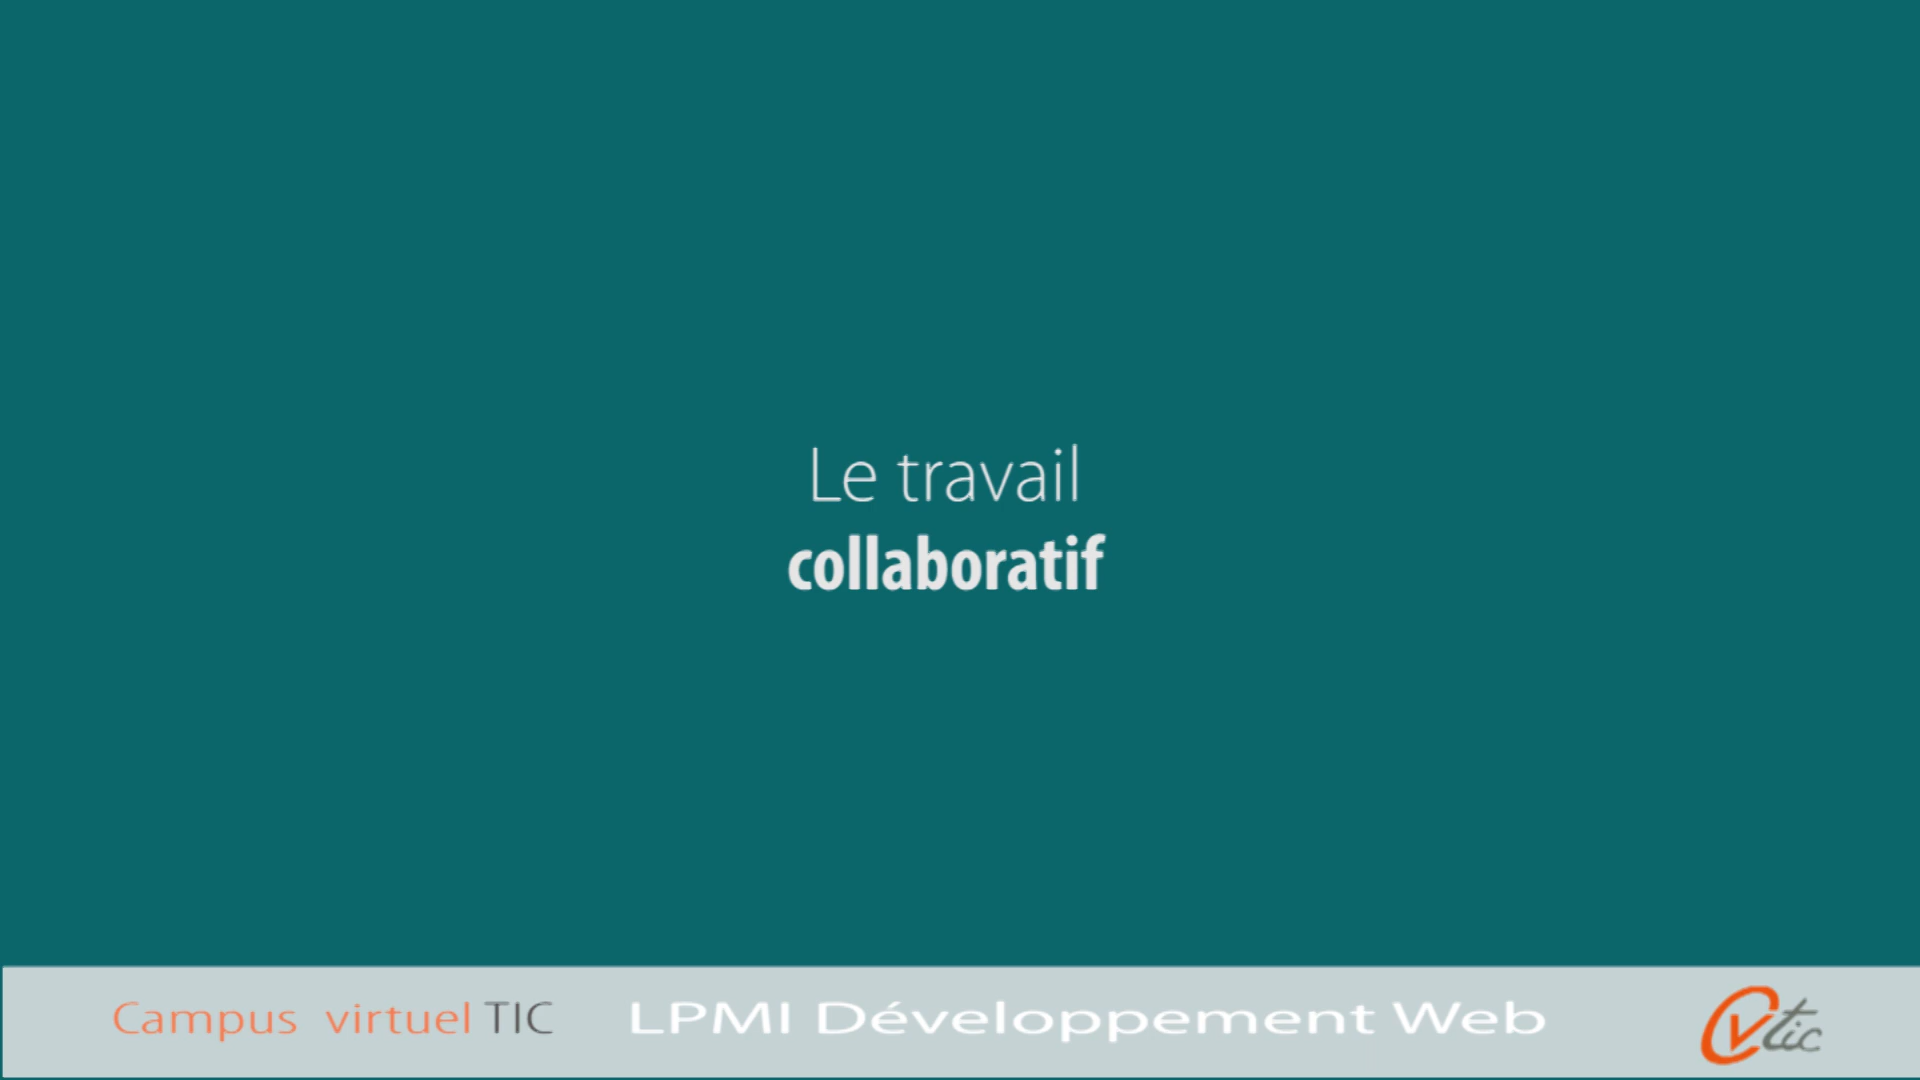 Le travail
collaboratif
Campus virtuel TIC LPMI Développement Web
Cvtic